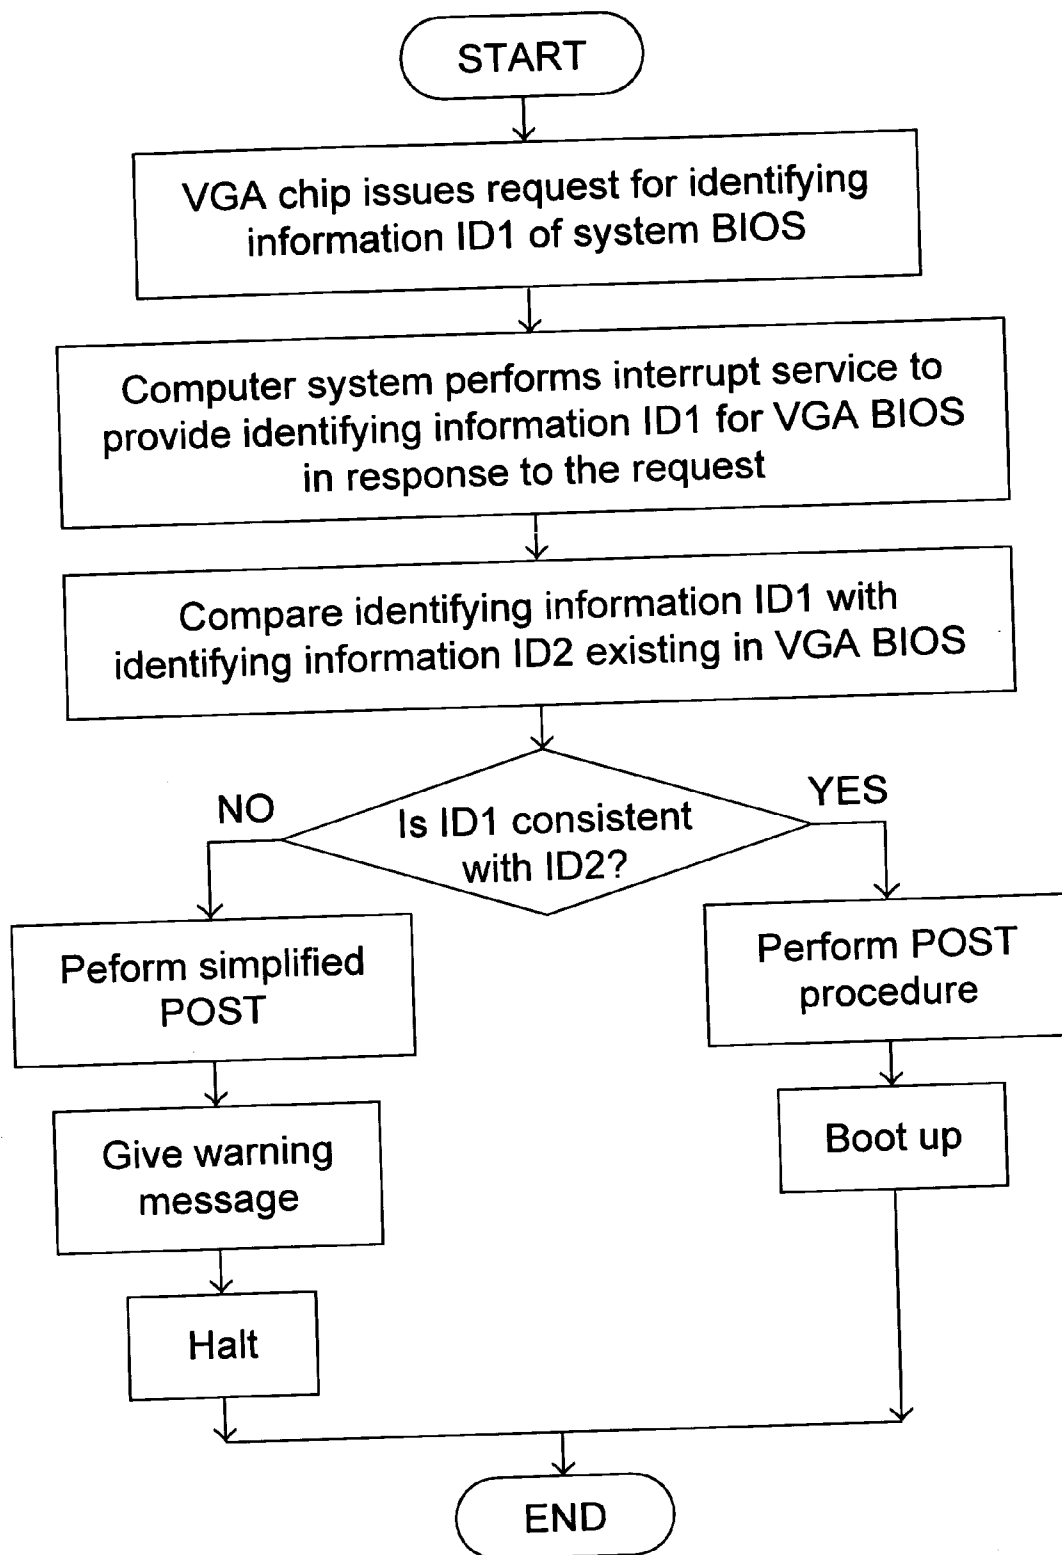 START
VGA chip issues request for identifying
information ID1 of system BIOS
Computer system performs interrupt service to
provide identifying information ID1 for VGA BIOS
in response to the request
Compare identifying information ID1 with
identifying information ID2 existing in VGA BIOS
NO
YES
Is ID1 consistent
with ID2?
Peform simplified
POST
Perform POST
procedure
Give warning
message
Boot up
Halt
END